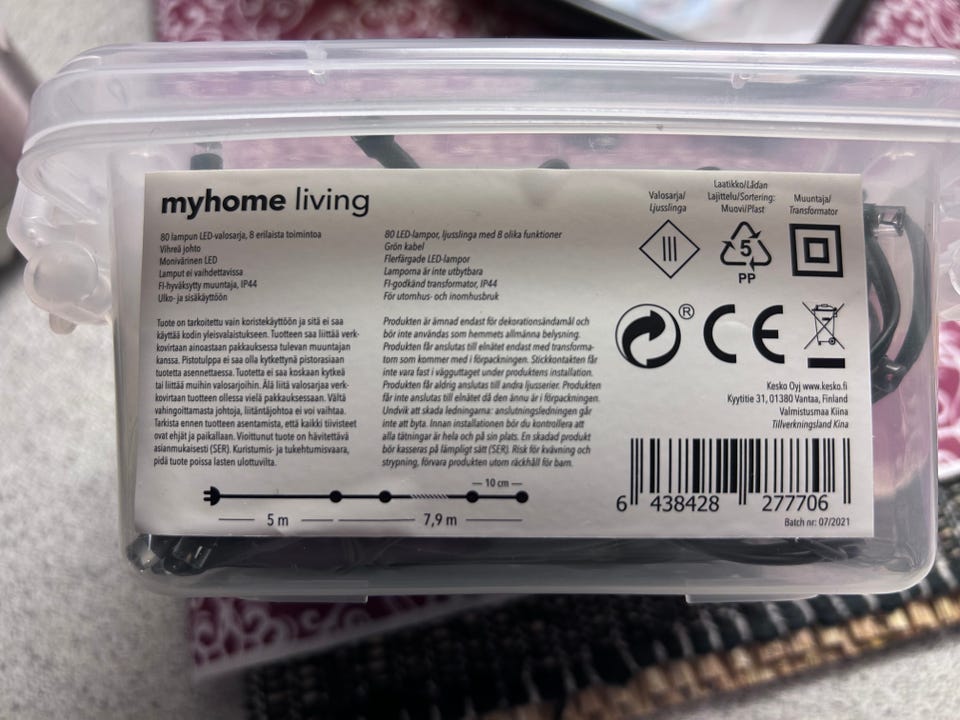 myhome living
80 lampun LED-valosarja, 8 erilaista toimintoa
Vihreä johto
Monivärinen LED
Lamput ei vaihdettavissa
FI-hyväksytty muuntaja, IP44
Ulko- ja sisäkäyttöön
80 LED-lampor, ljusslinga med 8 olika funktioner
Grön kabel
Flerfärgade LED-lampor
Lamporna är inte utbytbara
FI-godkänd transformator, IP44
För utomhus- och inomhusbruk
Valosarja/
Ljusslinga
Laatikko/Lådan
Lajittelu/Sortering:
Muovi/Plast
Muuntaja/
Transformator
III
5
PP
®
CE
Tuote on tarkoitettu vain koristekäyttöön ja sitä ei saa
käyttää kodin yleisvalaistukseen. Tuotteen saa liittää verk-
kovirtaan ainoastaan pakkauksessa tulevan muuntajan
kanssa. Pistotulppa ei saa olla kytkettynä pistorasiaan
tuotetta asennettaessa. Tuotetta ei saa koskaan kytkeä
tai liittää muihin valosarjoihin. Älä liitä valosarjaa verk-
kovirtaan tuotteen ollessa vielä pakkauksessaan. Vältä
vahingoittamasta johtoja, liitäntäjohtoa ei voi vaihtaa.
Tarkista ennen tuotteen asentamista, että kaikki tiivisteet
ovat ehjät ja paikallaan. Vioittunut tuote on hävitettävä
asianmukaisesti (SER). Kuristumis- ja tukehtumisvaara,
pidä tuote poissa lasten ulottuvilta.
Produkten är ämnad endast för dekorationsändamål och
bör inte användas som hemmets allmänna belysning.
Produkten får anslutas till elnätet endast med transforma-
torn som kommer med i förpackningen. Stickkontakten får
inte vara fast i vägguttaget under produktens installation.
Produkten får aldrig anslutas till andra ljusserier. Produkten
får inte anslutas till elnätet då den ännu är i förpackningen.
Undvik att skada ledningarna: anslutningsledningen går
inte att byta. Innan installationen bör du kontrollera att
alla tätningar är hela och på sin plats. En skadad produkt
bör kasseras på lämpligt sätt (SER). Risk för kvävning och
strypning, förvara produkten utom räckhåll för barn.
Kesko Oyj www.kesko.fi
Kyytitie 31, 01380 Vantaa, Finland
Valmistusmaa Kiina
Tillverkningsland Kina
10 cm
5 m
7,9 m
6 438428 277706
Batch nr: 07/2021